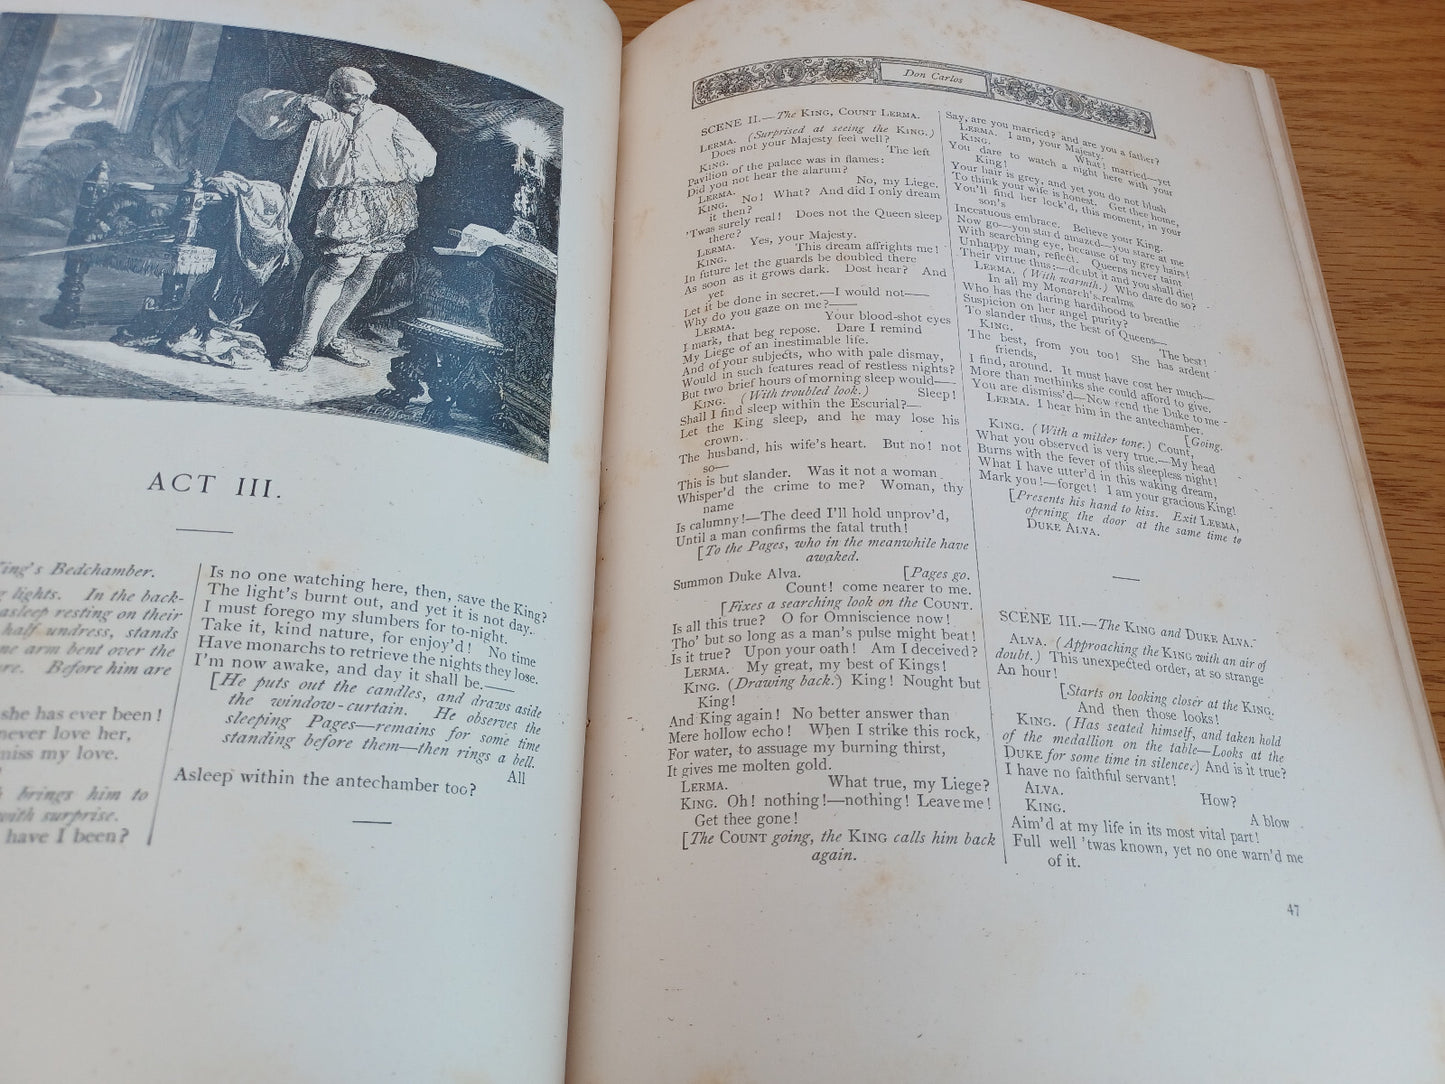 ACT III.
ing's Bedchamber.
g lights. In the back-
asleep resting on their
half undress, stands
ne arm bent over the
ure. Before him are
she has ever been!
never love her,
miss my love.
h brings him to
with surprise.
have I been?
Is no one watching here, then, save the King?
The light's burnt out, and yet it is not day.
I must forego my slumbers for to-night.
Take it, kind nature, for enjoy'd! No time
Have monarchs to retrieve the nights they lose.
I'm now awake, and day it shall be.——
[He puts out the candles, and draws aside
the window-curtain. He observes the
sleeping Pages—remains for some time
standing before them—then rings a bell.
All
Asleep within the antechamber too?
Don Carlos
SCENE II.—The KING, COUNT LERMA.
LERMA. (Surprised at seeing the KING.)
Does not your Majesty feel well?
KING. The left
Pavilion of the palace was in flames:
Did you not hear the alarum?
LERMA. No, my Liege.
KING. No! What? And did I only dream
it then?
'Twas surely real! Does not the Queen sleep
there?
LERMA. Yes, your Majesty.
KING. This dream affrights me!
In future let the guards be doubled there
As soon as it grows dark. Dost hear? And
yet
Let it be done in secret.—I would not——
Why do you gaze on me?——
LERMA. Your blood-shot eyes
I mark, that beg repose. Dare I remind
My Liege of an inestimable life.
And of your subjects, who with pale dismay,
Would in such features read of restless nights?
But two brief hours of morning sleep would—
KING. (With troubled look.) Sleep!
Shall I find sleep within the Escurial?—
Let the King sleep, and he may lose his
crown.
The husband, his wife's heart. But no! not
so—
This is but slander. Was it not a woman
Whisper'd the crime to me? Woman, thy
name
Is calumny!—The deed I'll hold unprov'd,
Until a man confirms the fatal truth!
[To the Pages, who in the meanwhile have
awaked.
Summon Duke Alva. [Pages go.
Count! come nearer to me.
[Fixes a searching look on the COUNT.
Is all this true? O for Omniscience now!
Tho' but so long as a man's pulse might beat!
Is it true? Upon your oath! Am I deceived?
LERMA. My great, my best of Kings!
KING. (Drawing back.) King! Nought but
King!
And King again! No better answer than
Mere hollow echo! When I strike this rock,
For water, to assuage my burning thirst,
It gives me molten gold.
LERMA. What true, my Liege?
KING. Oh! nothing!—nothing! Leave me!
Get thee gone!
[The COUNT going, the KING calls him back
again.
Say, are you married? and are you a father?
LERMA. I am, your Majesty.
KING. What! married—yet
You dare to watch a night here with your
King!
Your hair is grey, and yet you do not blush
To think your wife is honest. Get thee home,
You'll find her lock'd, this moment, in your
son's
Incestuous embrace. Believe your King.
Now go—you stand amazed—you stare at me
With searching eye, because of my grey hairs!
Unhappy man, reflect. Queens never taint
Their virtue thus:—doubt it and you shall die!
LERMA. (With warmth.) Who dare do so?
In all my Monarch's realms
Who has the daring hardihood to breathe
Suspicion on her angel purity?
To slander thus, the best of Queens—
KING. The best!
The best, from you too! She has ardent
friends,
I find, around. It must have cost her much—
More than methinks she could afford to give.
You are dismiss'd—Now send the Duke to me
LERMA. I hear him in the antechamber.
[Going.
KING. (With a milder tone.) Count,
What you observed is very true.—My head
Burns with the fever of this sleepless night!
What I have utter'd in this waking dream,
Mark you!—forget! I am your gracious King!
[Presents his hand to kiss. Exit LERMA,
opening the door at the same time to
DUKE ALVA.
SCENE III.—The KING and DUKE ALVA.
ALVA. (Approaching the KING with an air of
doubt.) This unexpected order, at so strange
An hour!
[Starts on looking closer at the KING.
And then those looks!
KING. (Has seated himself, and taken hold
of the medallion on the table—Looks at the
DUKE for some time in silence.) And is it true?
I have no faithful servant!
ALVA. How?
KING. A blow
Aim'd at my life in its most vital part!
Full well 'twas known, yet no one warn'd me
of it.
47